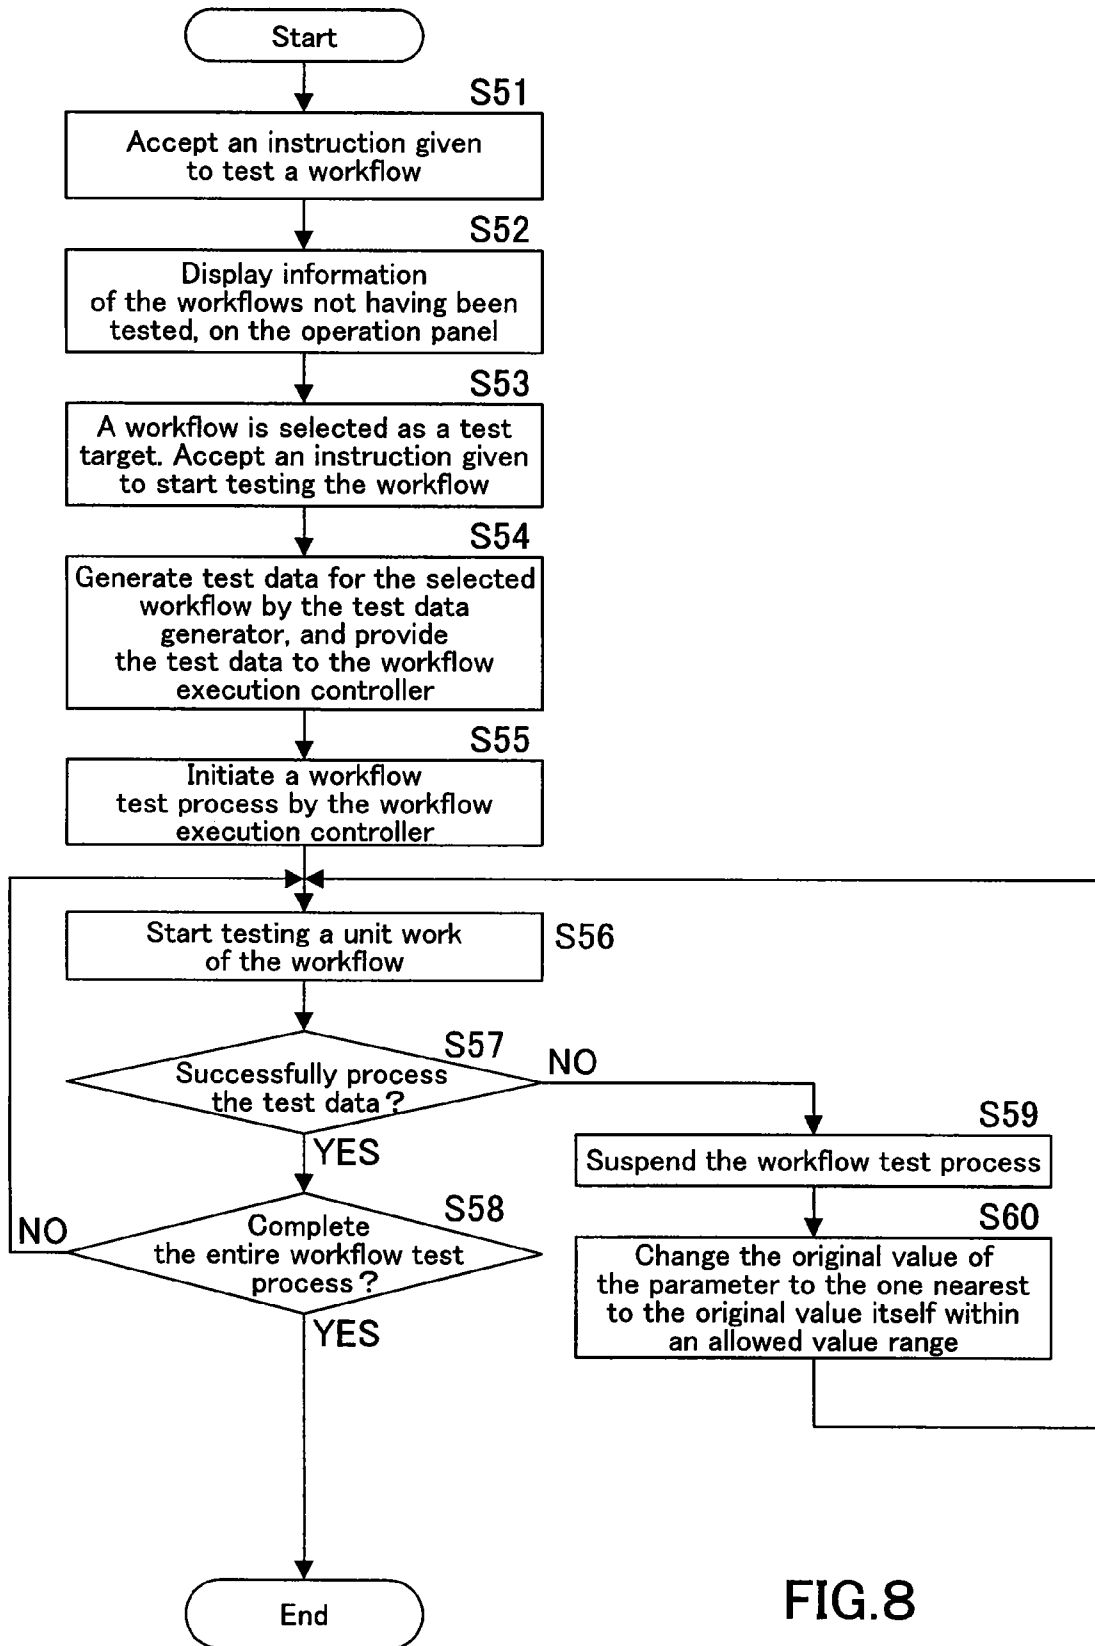 Start
S51
Accept an instruction given
to test a workflow
S52
Display information
of the workflows not having been
tested, on the operation panel
S53
A workflow is selected as a test
target. Accept an instruction given
to start testing the workflow
S54
Generate test data for the selected
workflow by the test data
generator, and provide
the test data to the workflow
execution controller
S55
Initiate a workflow
test process by the workflow
execution controller
Start testing a unit work
of the workflow
S56
S57
Successfully process
the test data?
NO
YES
S59
Suspend the workflow test process
S58
Complete
the entire workflow test
process?
NO
YES
S60
Change the original value of
the parameter to the one nearest
to the original value itself within
an allowed value range
End
FIG.8